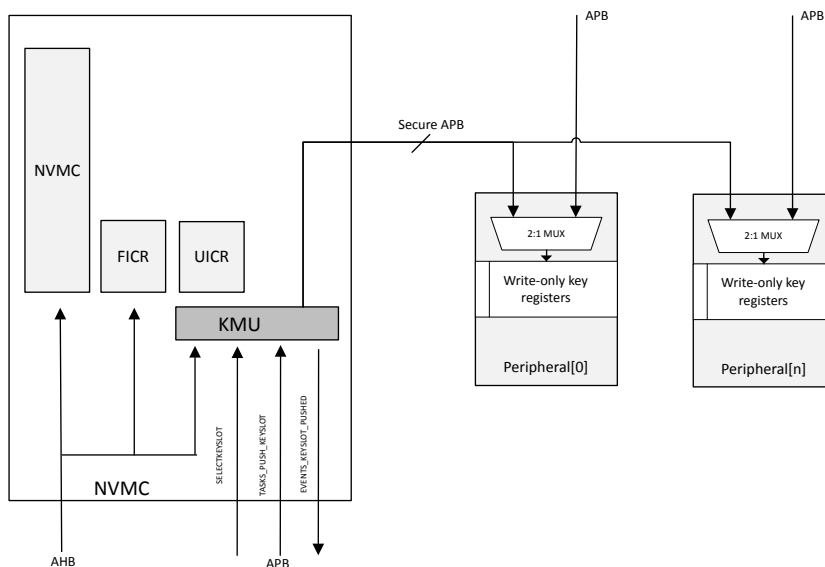 APB
APB
Secure APB
NVMC
FICR
UICR
KMU
2:1 MUX
Write-only key
registers
Peripheral[0]
2:1 MUX
Write-only key
registers
Peripheral[n]
SELECTKEYSLOT
TASKS_PUSH_KEYSLOT
EVENTS_KEYSLOT_PUSHED
NVMC
AHB
APB